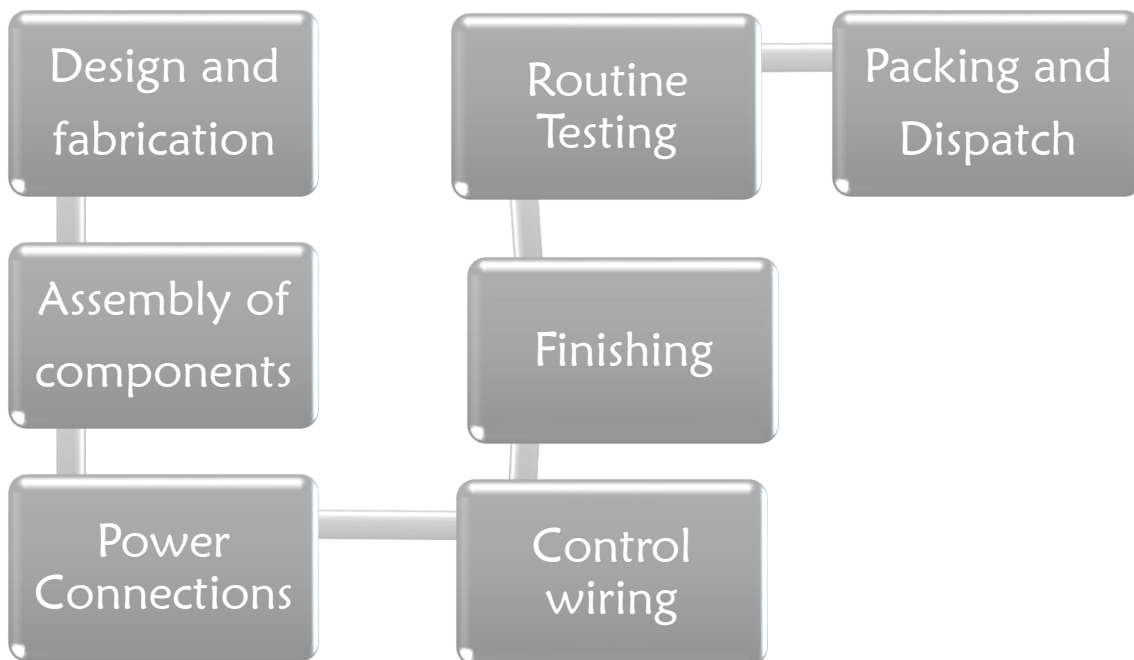 Design and
fabrication
Assembly of
components
Power
Connections
Control
wiring
Finishing
Routine
Testing
Packing and
Dispatch